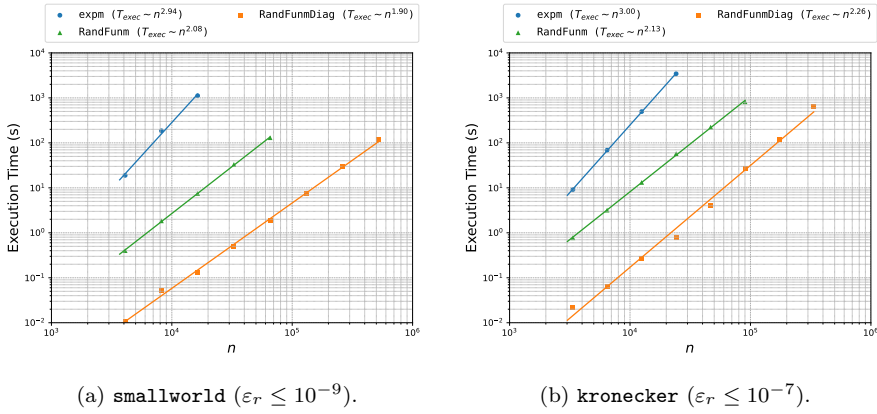 expm (T_exec ~ n^2.94)
RandFunmDiag (T_exec ~ n^1.90)
RandFunm (T_exec ~ n^2.08)
Execution Time (s)
10^4
10^3
10^2
10^1
10^0
10^-1
10^-2
10^3
10^4
10^5
10^6
n
(a) smallworld (ε_r ≤ 10^-9).
expm (T_exec ~ n^3.00)
RandFunmDiag (T_exec ~ n^2.26)
RandFunm (T_exec ~ n^2.13)
Execution Time (s)
10^4
10^3
10^2
10^1
10^0
10^-1
10^-2
10^3
10^4
10^5
10^6
n
(b) kronecker (ε_r ≤ 10^-7).